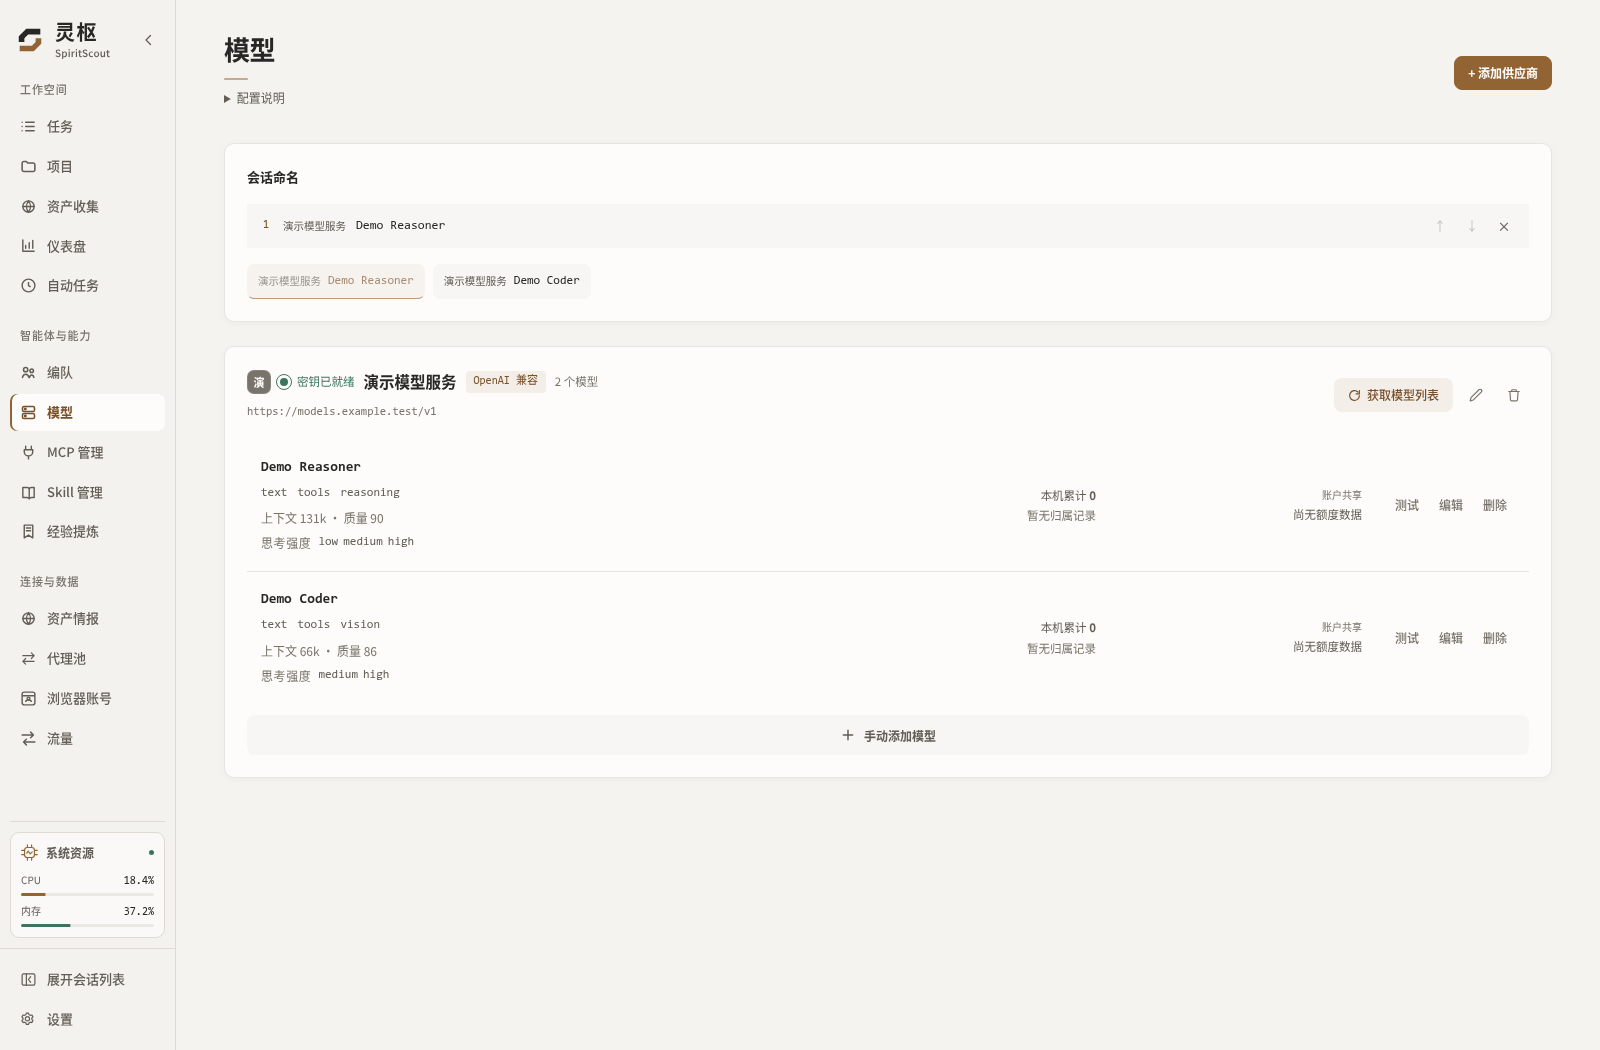 灵枢
SpiritScout
工作空间
任务
项目
资产收集
仪表盘
自动任务
智能体与能力
编队
模型
MCP 管理
Skill 管理
经验提炼
连接与数据
资产情报
代理池
浏览器账号
流量
系统资源
CPU 18.4%
内存 37.2%
展开会话列表
设置
模型
配置说明
+ 添加供应商
会话命名
1 演示模型服务 Demo Reasoner ↑ ↓ ×
演示模型服务 Demo Reasoner 演示模型服务 Demo Coder
演 密钥已就绪 演示模型服务 OpenAI 兼容 2 个模型
https://models.example.test/v1
获取模型列表
Demo Reasoner
text tools reasoning
上下文 131k · 质量 90
思考强度 low medium high
本机累计 0
暂无归属记录
账户共享
尚无额度数据
测试 编辑 删除
Demo Coder
text tools vision
上下文 66k · 质量 86
思考强度 medium high
本机累计 0
暂无归属记录
账户共享
尚无额度数据
测试 编辑 删除
+ 手动添加模型